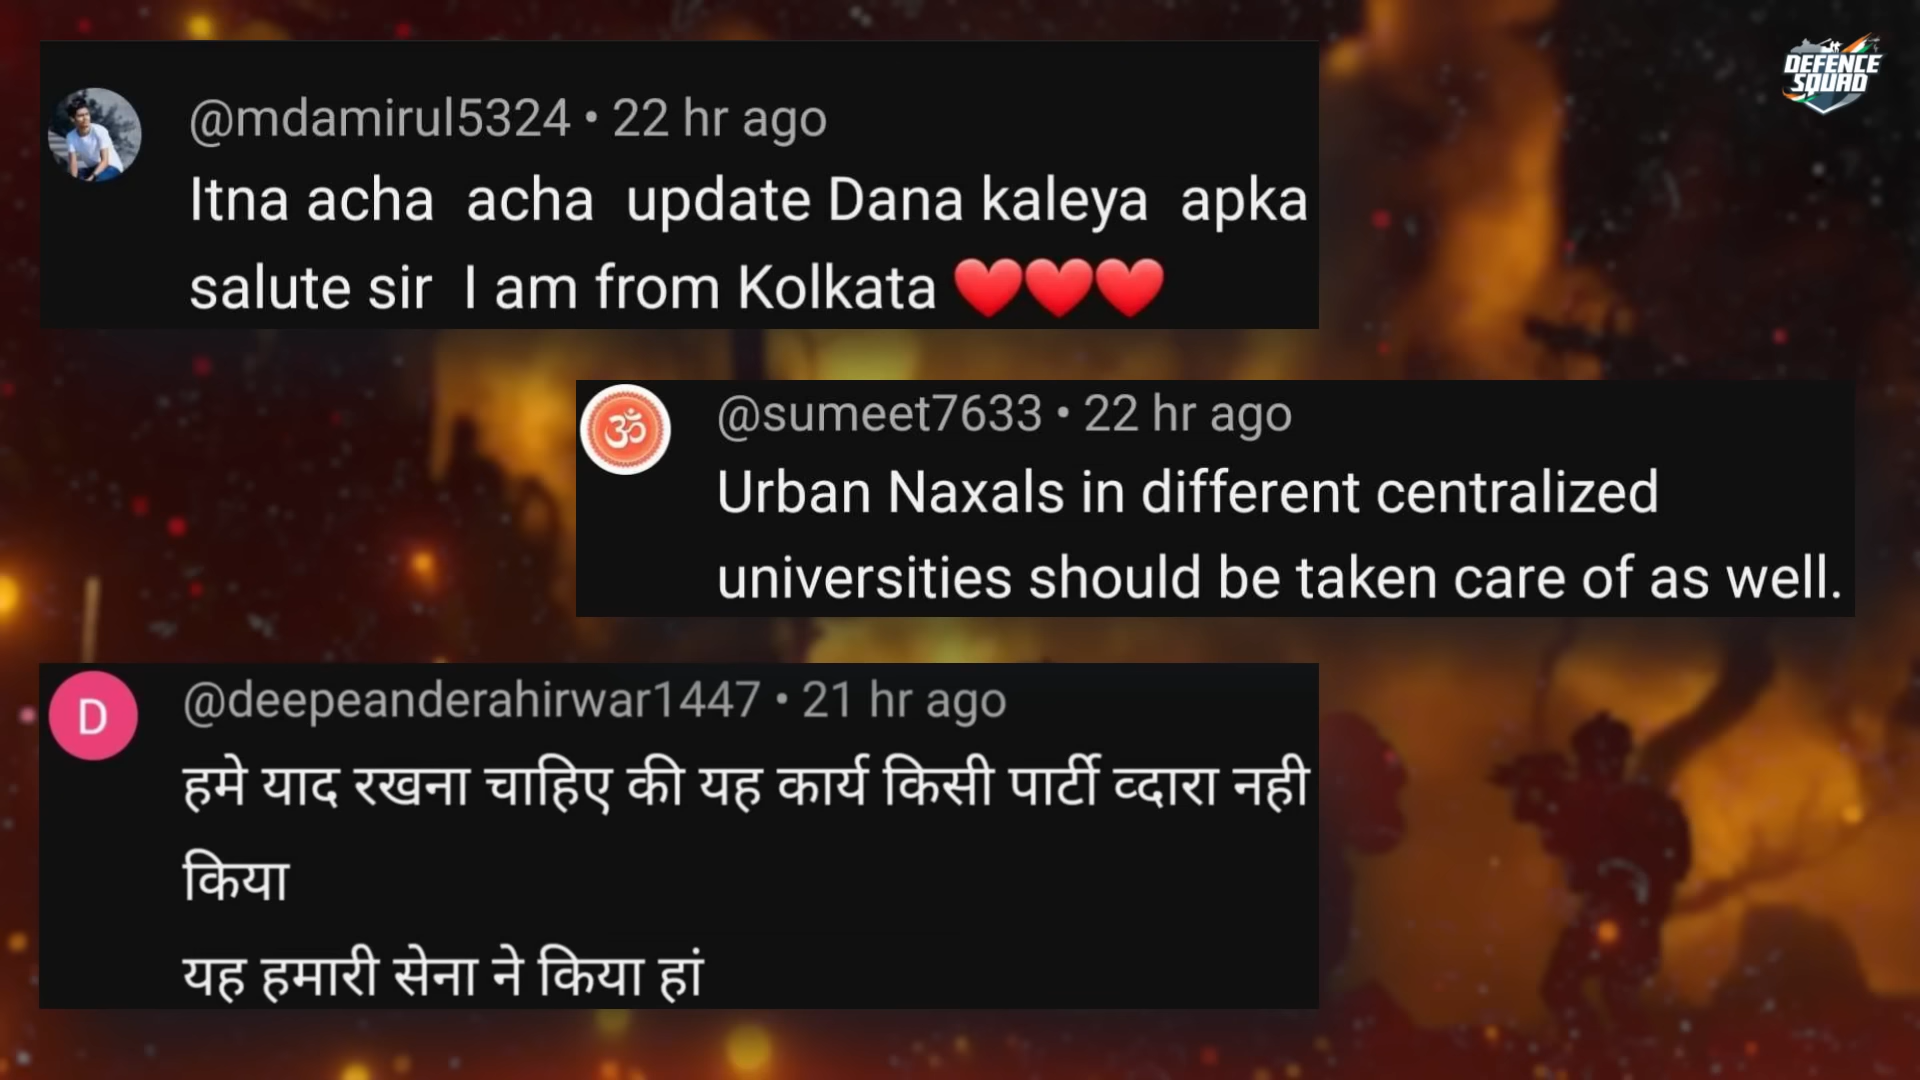 DEFENCE
SQUAD
@mdamirul5324 • 22 hr ago
Itna acha acha update Dana kaleya apka
salute sir I am from Kolkata ❤️❤️❤️
ॐ
@sumeet7633 • 22 hr ago
Urban Naxals in different centralized
universities should be taken care of as well.
D
@deepeanderahirwar1447 • 21 hr ago
हमे याद रखना चाहिए की यह कार्य किसी पार्टी व्दारा नही
किया
यह हमारी सेना ने किया हां